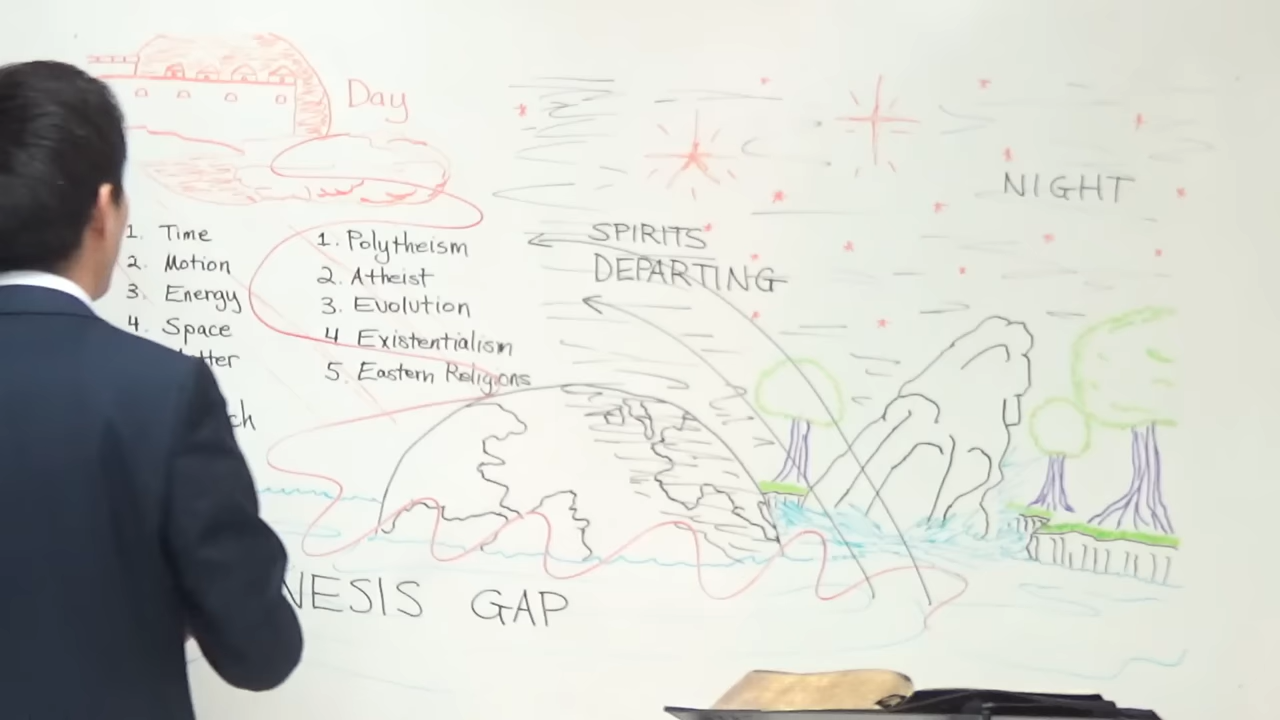 Day
NIGHT
SPIRITS
DEPARTING
1. Time
2. Motion
3. Energy
4. Space
1. Polytheism
2. Atheist
3. Evolution
4 Existentialism
5. Eastern Religions
NESIS GAP